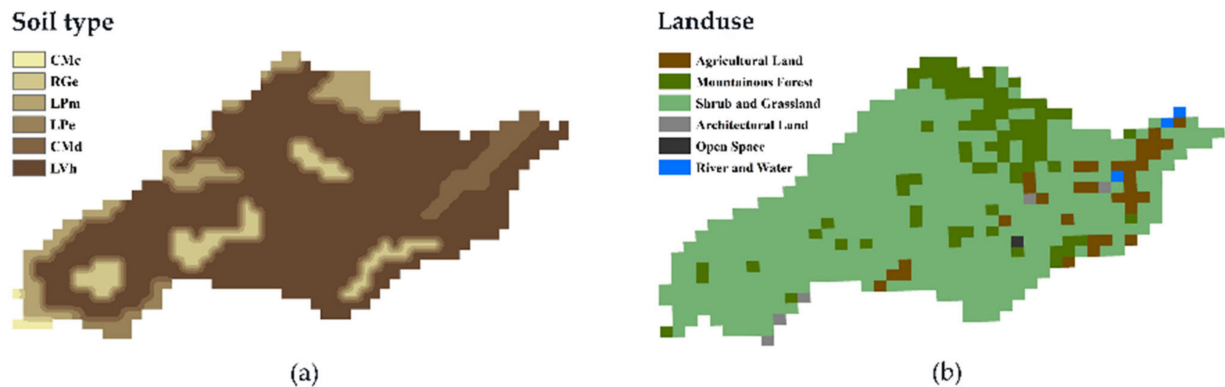 Soil type
CMc
RGe
LPm
LPe
CMd
LVh
(a)
Landuse
Agricultural Land
Mountainous Forest
Shrub and Grassland
Architectural Land
Open Space
River and Water
(b)